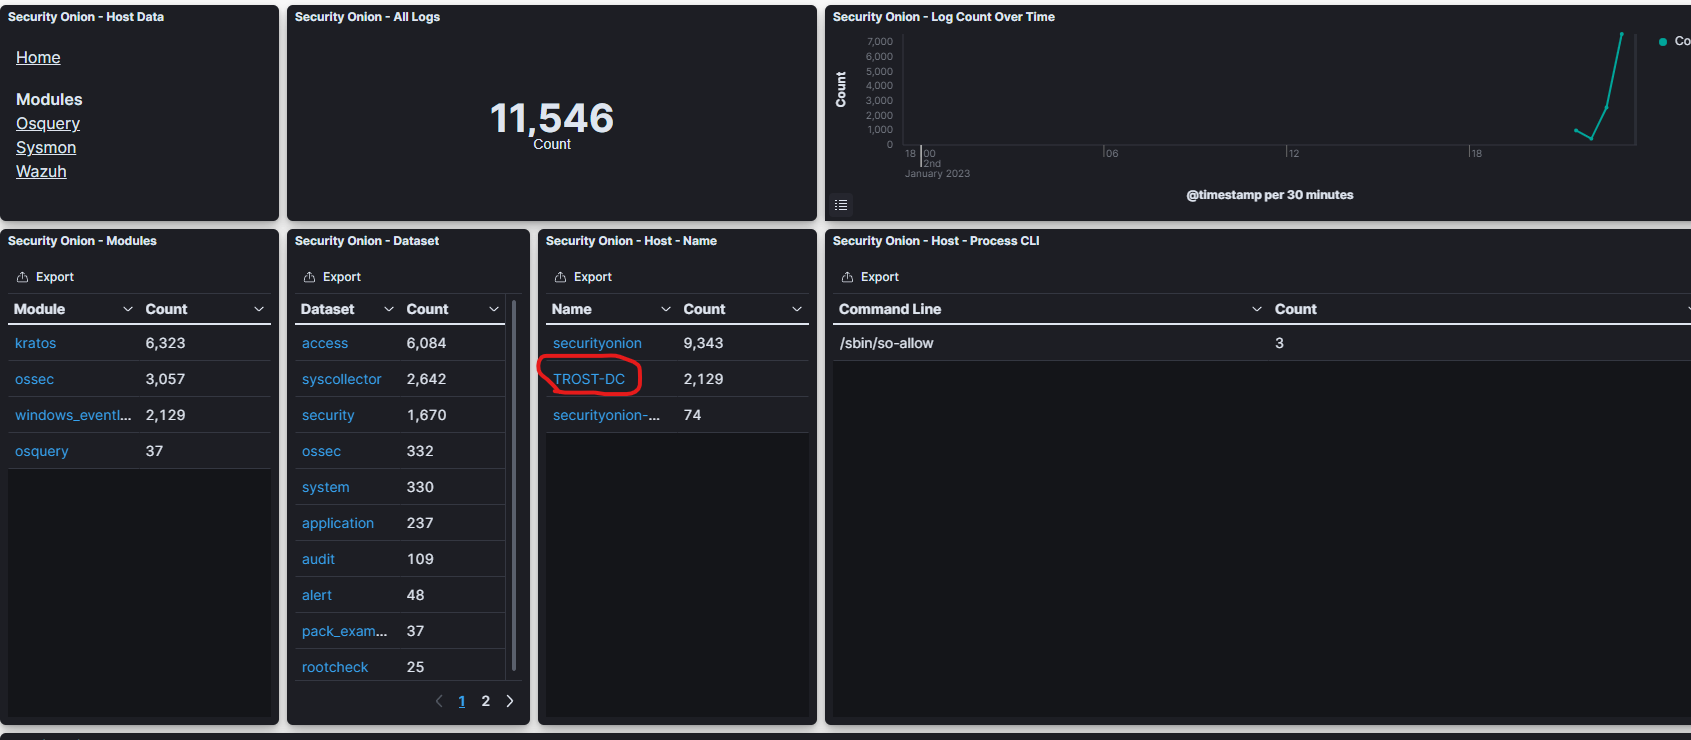 Security Onion - Host Data
Home
Modules
Osquery
Sysmon
Wazuh
Security Onion - All Logs
11,546
Count
Security Onion - Log Count Over Time
Count
7,000
6,000
5,000
4,000
3,000
2,000
1,000
0
18 00 06 12 18
2nd
January 2023
@timestamp per 30 minutes
Co
Security Onion - Modules
Export
Module Count
kratos 6,323
ossec 3,057
windows_eventl... 2,129
osquery 37
Security Onion - Dataset
Export
Dataset Count
access 6,084
syscollector 2,642
security 1,670
ossec 332
system 330
application 237
audit 109
alert 48
pack_exam... 37
rootcheck 25
1 2
Security Onion - Host - Name
Export
Name Count
securityonion 9,343
TROST-DC 2,129
securityonion-... 74
Security Onion - Host - Process CLI
Export
Command Line Count
/sbin/so-allow 3